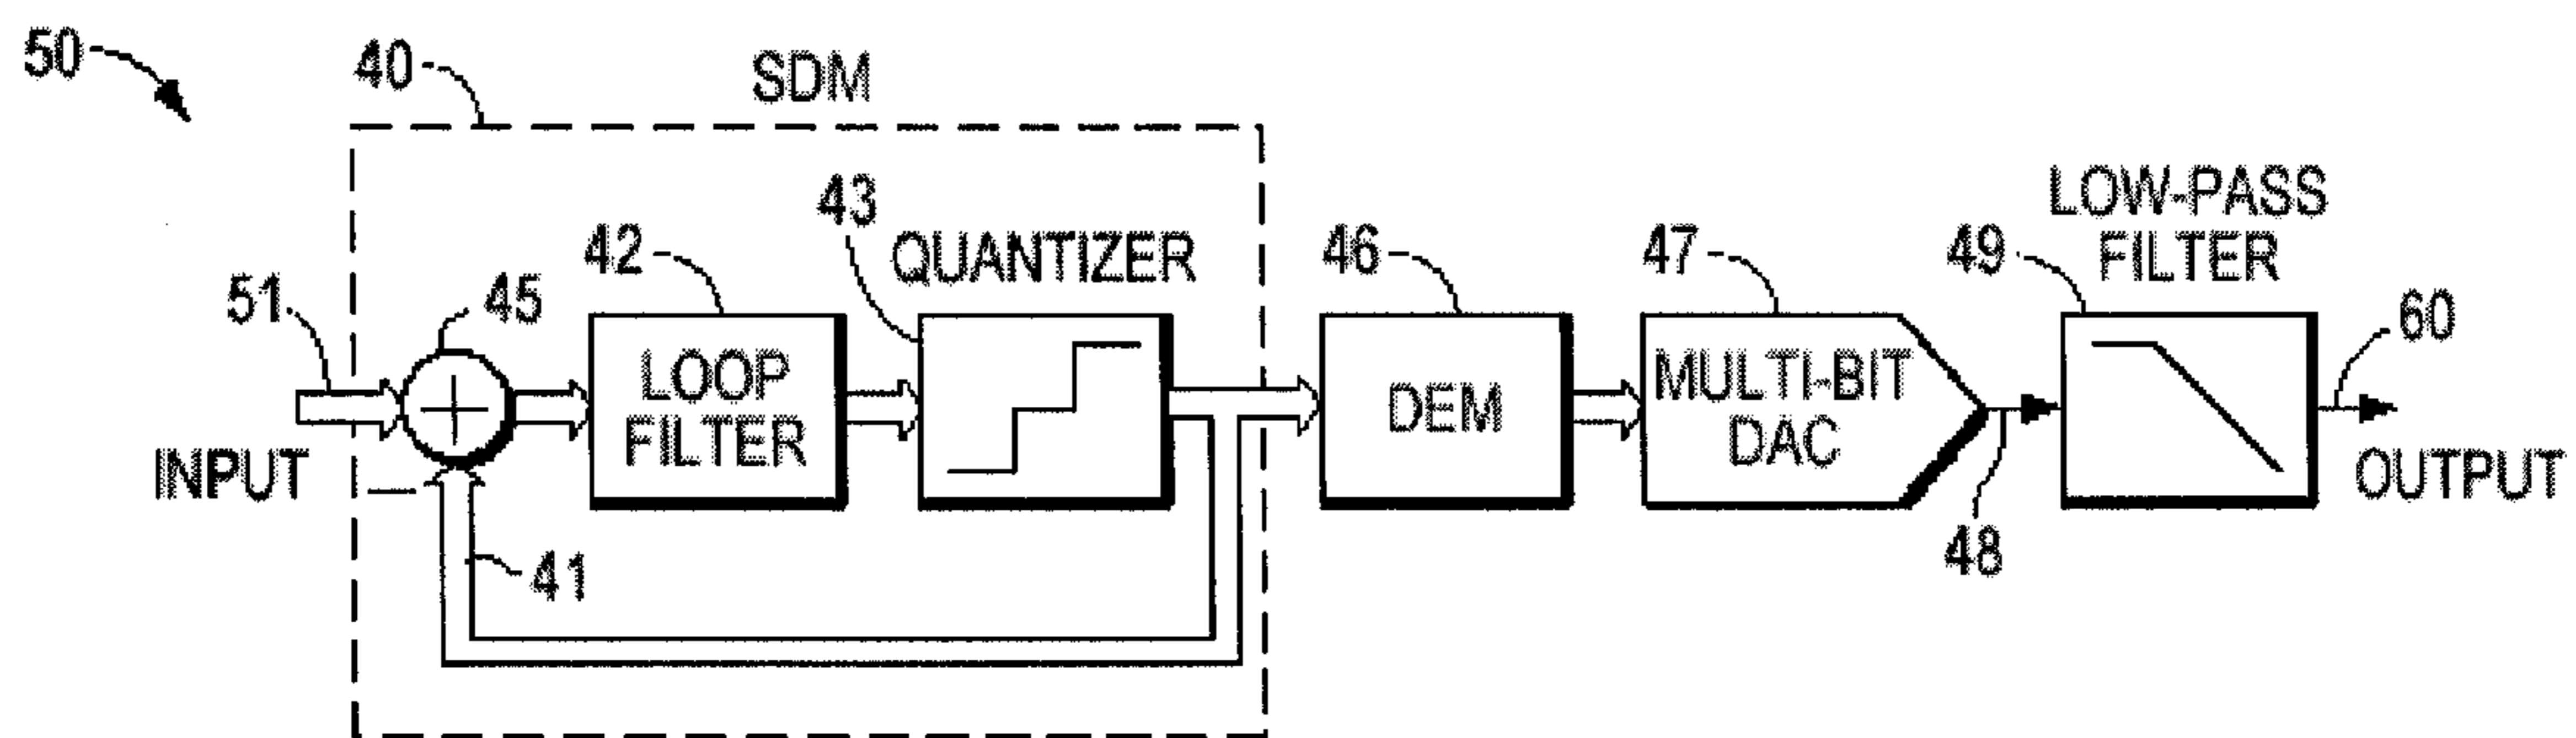 50
40
SDM
51
45
42
43
QUANTIZER
46
47
49
LOW-PASS
FILTER
60
LOOP
FILTER
DEM
MULTI-BIT
DAC
INPUT
–
+
OUTPUT
41
48